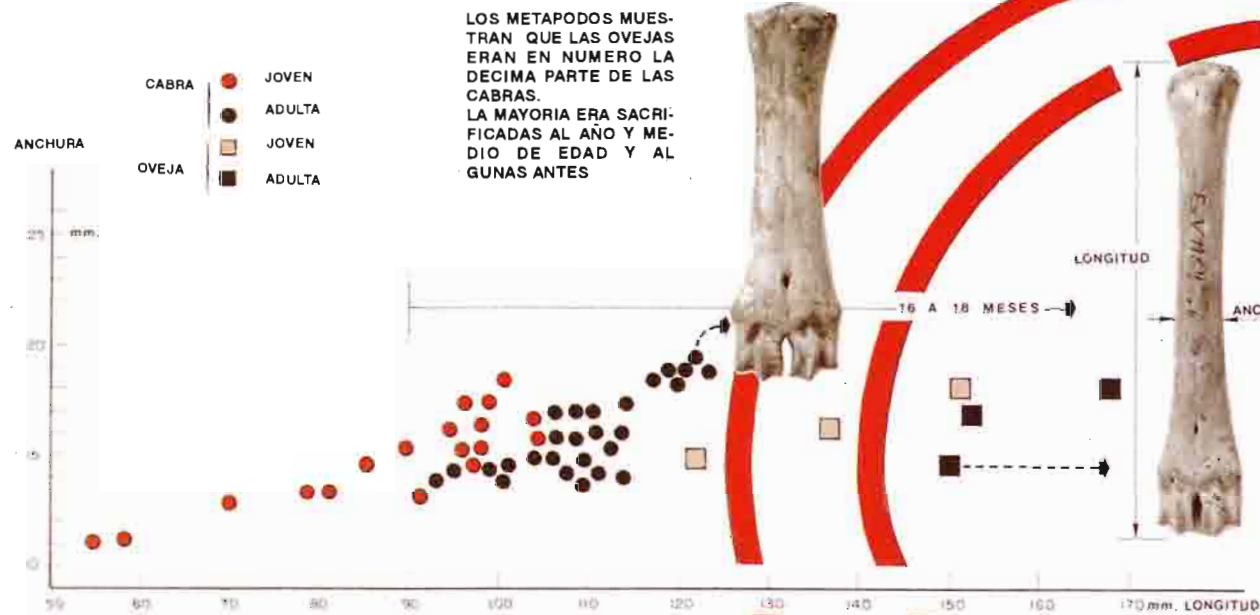 LOS METAPODOS MUES-
TRAN QUE LAS OVEJAS
ERAN EN NUMERO LA
DECIMA PARTE DE LAS
CABRAS.
LA MAYORIA ERA SACRI-
FICADAS AL AÑO Y ME-
DIO DE EDAD Y AL
GUNAS ANTES
CABRA
JOVEN
ADULTA
OVEJA
JOVEN
ADULTA
ANCHURA
25 mm.
20
LONGITUD
16 A 18 MESES
ANC
60 70 80 90 100 110 120 130 140 150 160 170 mm. LONGITUD